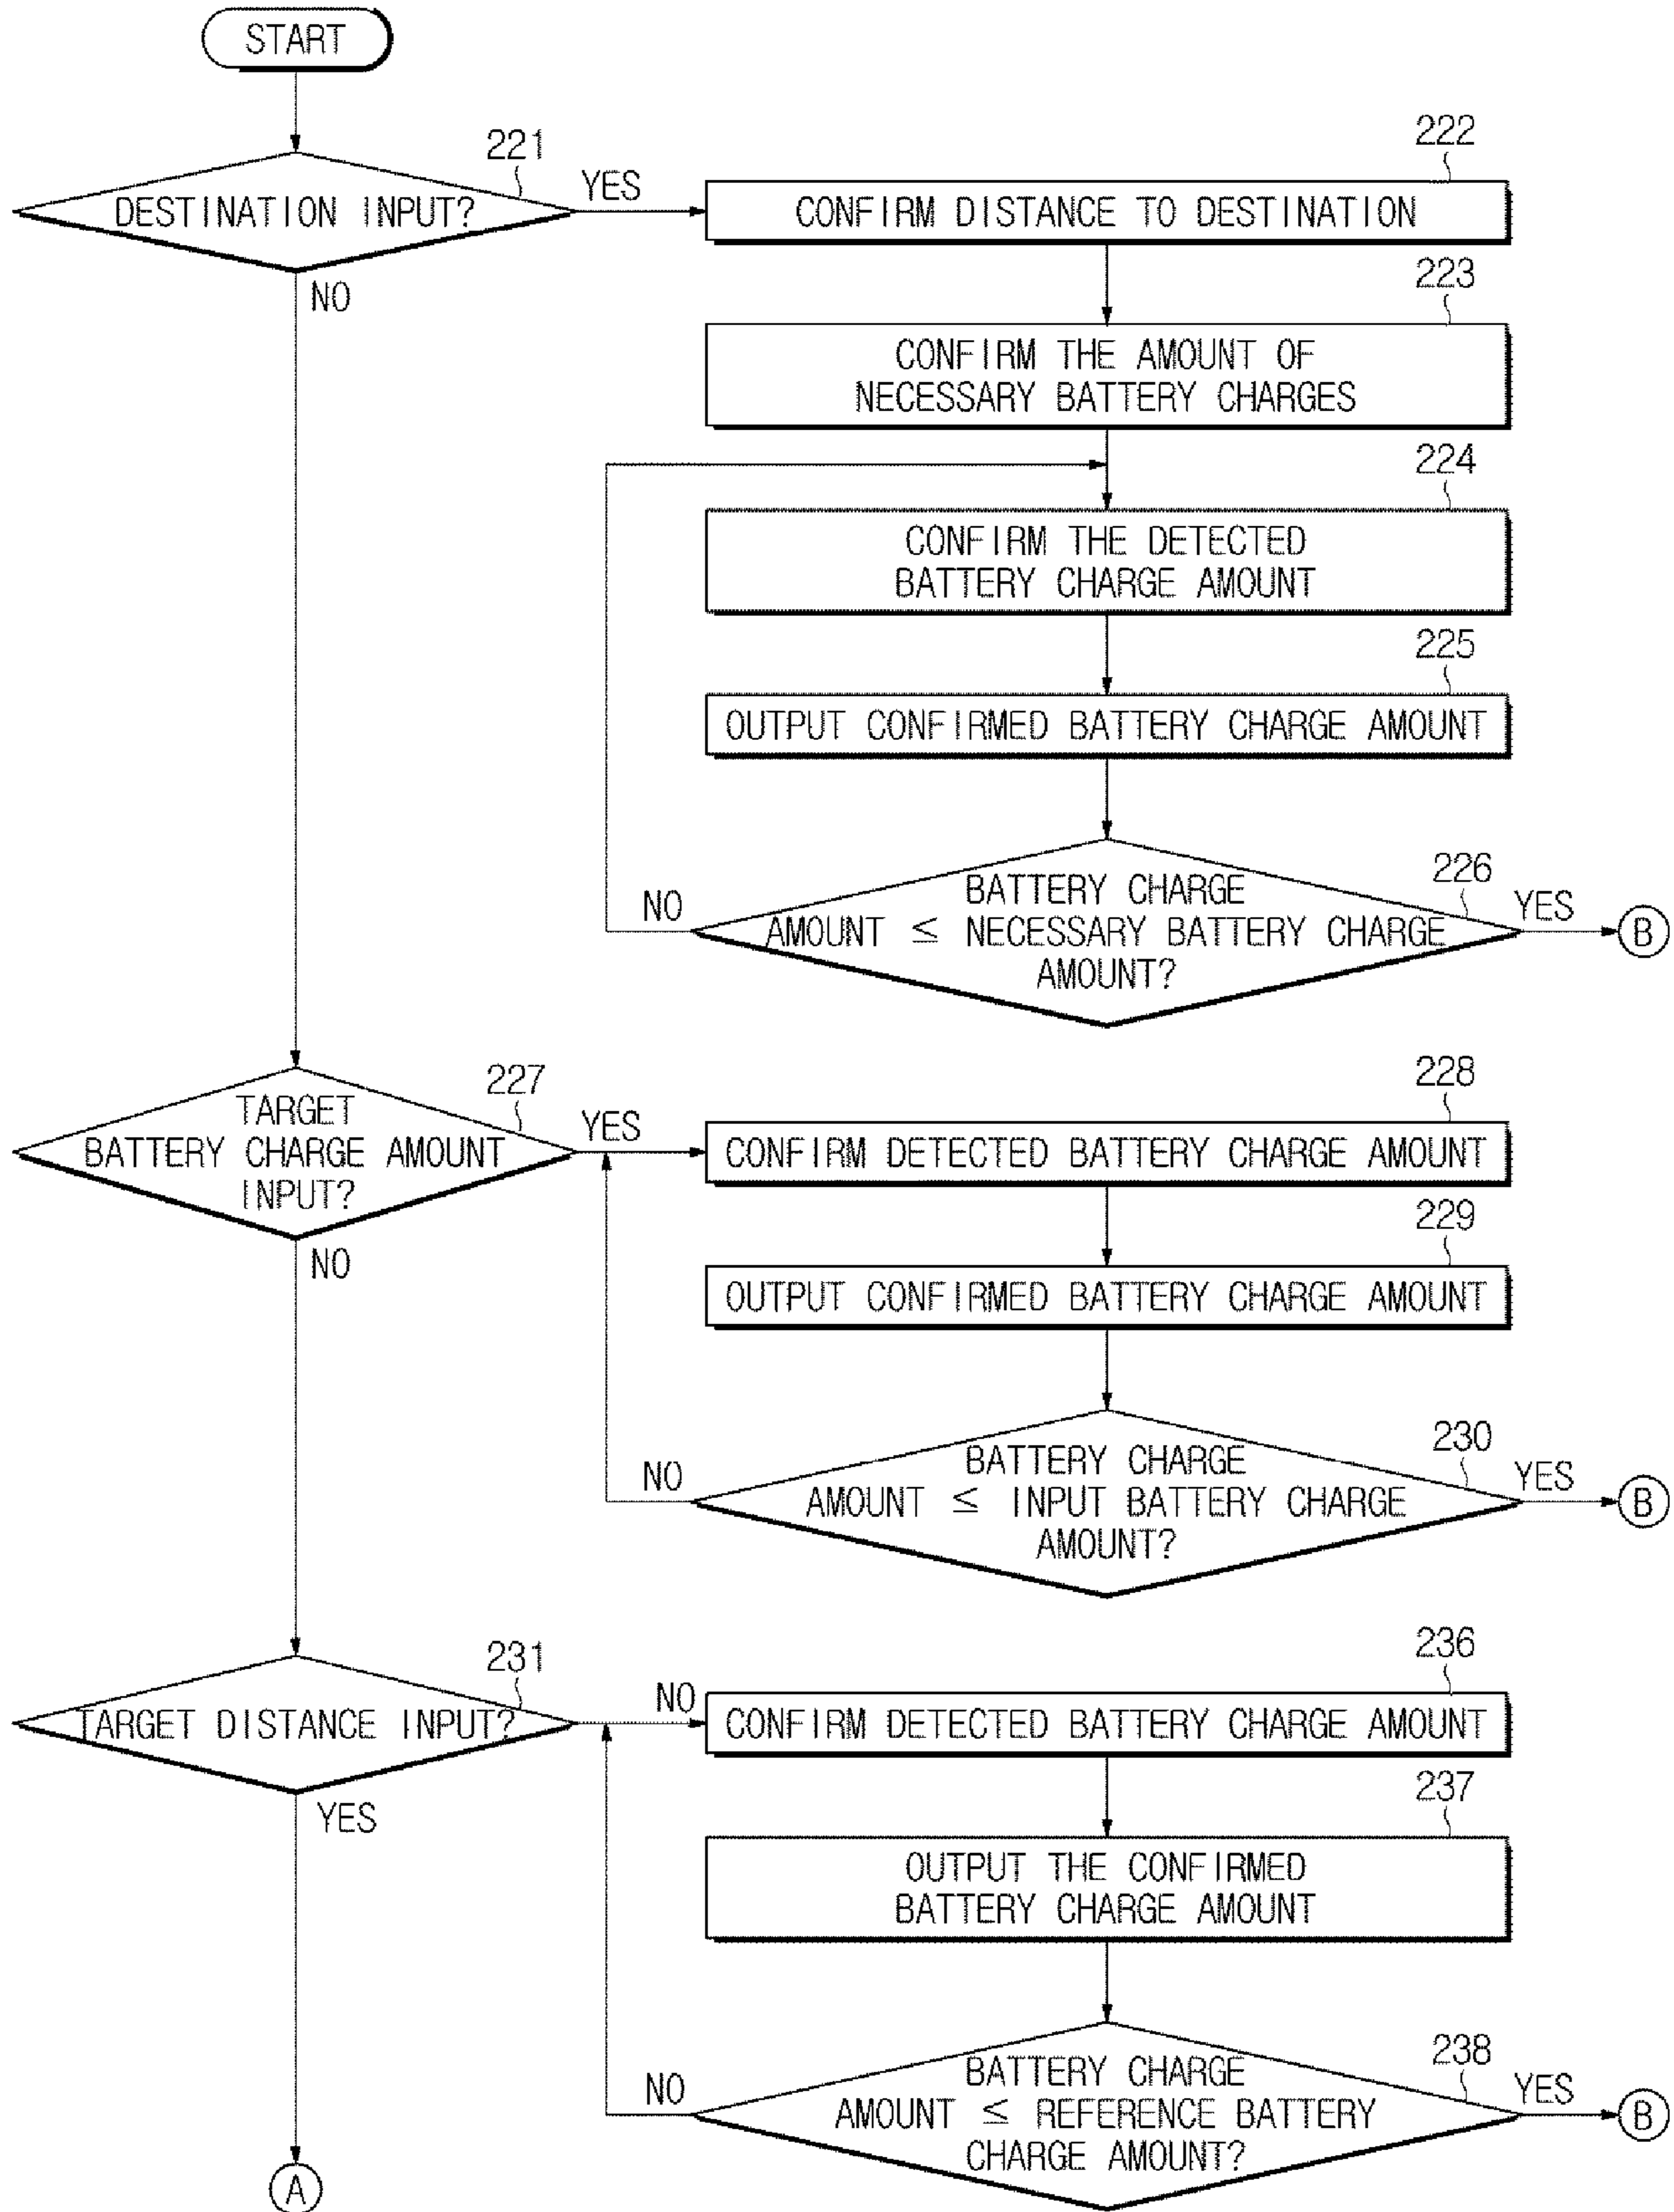 START
221
DESTINATION INPUT?
YES
NO
222
CONFIRM DISTANCE TO DESTINATION
223
CONFIRM THE AMOUNT OF
NECESSARY BATTERY CHARGES
224
CONFIRM THE DETECTED
BATTERY CHARGE AMOUNT
225
OUTPUT CONFIRMED BATTERY CHARGE AMOUNT
226
BATTERY CHARGE
AMOUNT ≤ NECESSARY BATTERY CHARGE
AMOUNT?
NO
YES
B
227
TARGET
BATTERY CHARGE AMOUNT
INPUT?
YES
NO
228
CONFIRM DETECTED BATTERY CHARGE AMOUNT
229
OUTPUT CONFIRMED BATTERY CHARGE AMOUNT
230
BATTERY CHARGE
AMOUNT ≤ INPUT BATTERY CHARGE
AMOUNT?
NO
YES
B
231
TARGET DISTANCE INPUT?
NO
YES
236
CONFIRM DETECTED BATTERY CHARGE AMOUNT
237
OUTPUT THE CONFIRMED
BATTERY CHARGE AMOUNT
238
BATTERY CHARGE
AMOUNT ≤ REFERENCE BATTERY
CHARGE AMOUNT?
NO
YES
B
A